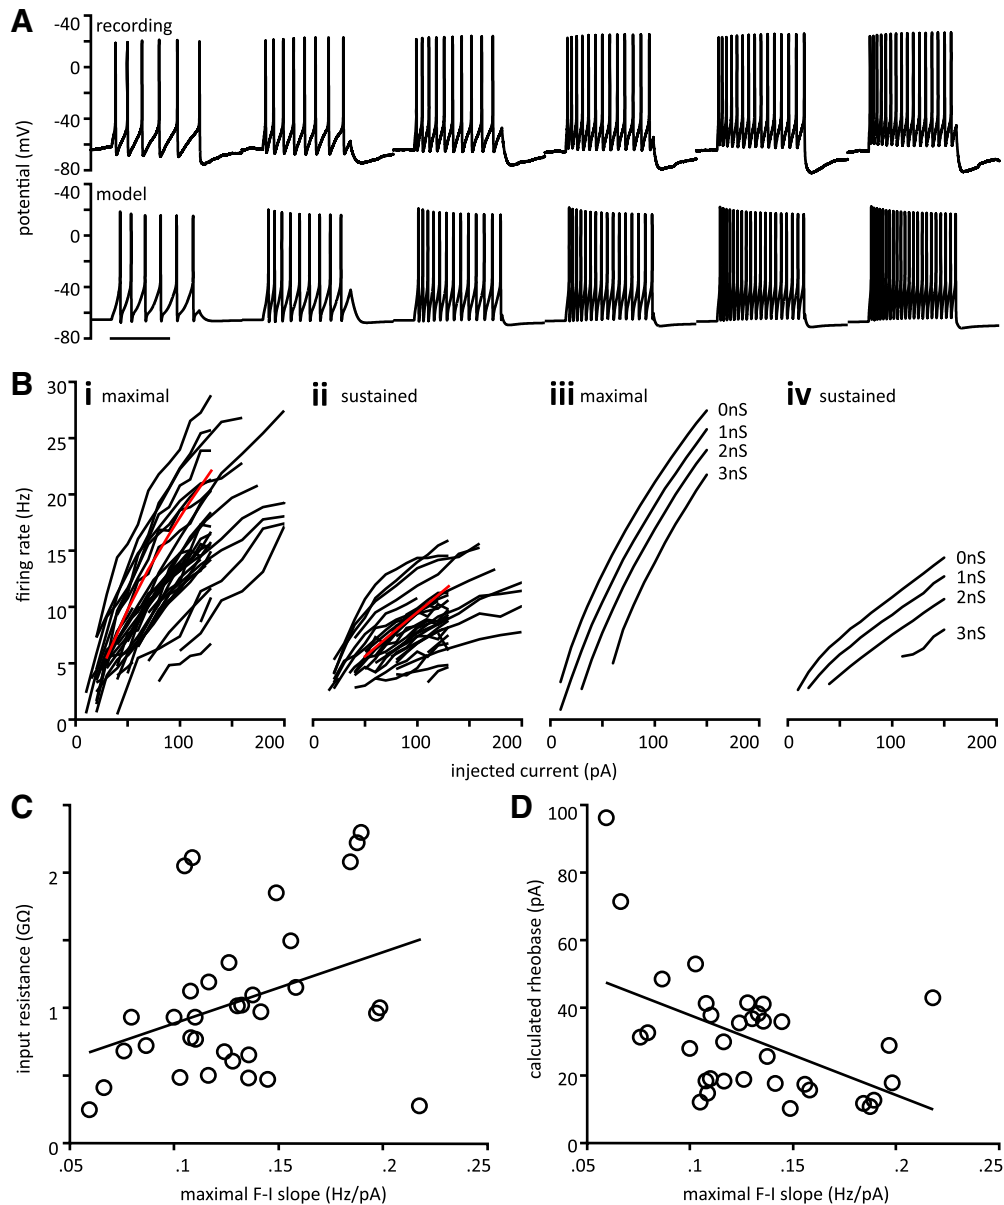 A
-40
recording
0
-40
-80
potential (mV)
-40
model
0
-40
-80
B
30
25
20
15
10
5
0
firing rate (Hz)
i maximal
ii sustained
iii maximal
iv sustained
0nS
1nS
2nS
3nS
0nS
1nS
2nS
3nS
0 100 200
0 100 200
0 100 200
0 100 200
injected current (pA)
C
2
1
0
input resistance (GΩ)
.05 .1 .15 .2 .25
maximal F-I slope (Hz/pA)
D
100
80
60
40
20
0
calculated rheobase (pA)
.05 .1 .15 .2 .25
maximal F-I slope (Hz/pA)